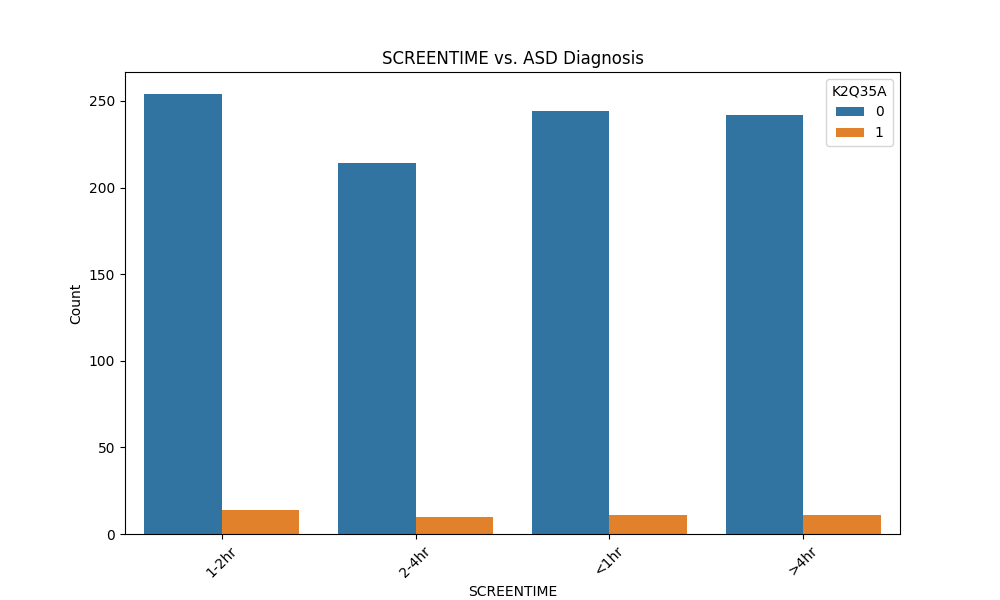 SCREENTIME vs. ASD Diagnosis
K2Q35A
0
1
Count
250
200
150
100
50
0
1-2hr
2-4hr
<1hr
>4hr
SCREENTIME